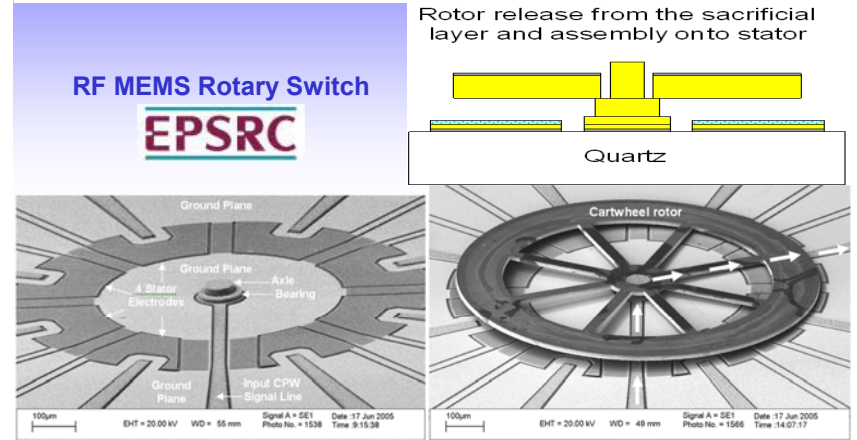 RF MEMS Rotary Switch
EPSRC
Rotor release from the sacrificial
layer and assembly onto stator
Quartz
Ground Plane
Ground Plane
Axle
Bearing
4 Stator
Electrodes
Ground
Plane
Input CPW
Signal Line
100µm
EHT = 20.00 kV
WD = 55 mm
Signal A = SE1
Photo No. = 1538
Date :17 Jun 2005
Time :9:15:38
Cartwheel rotor
100µm
EHT = 20.00 kV
WD = 49 mm
Signal A = SE1
Photo No. = 1566
Date :17 Jun 2005
Time :14:07:17